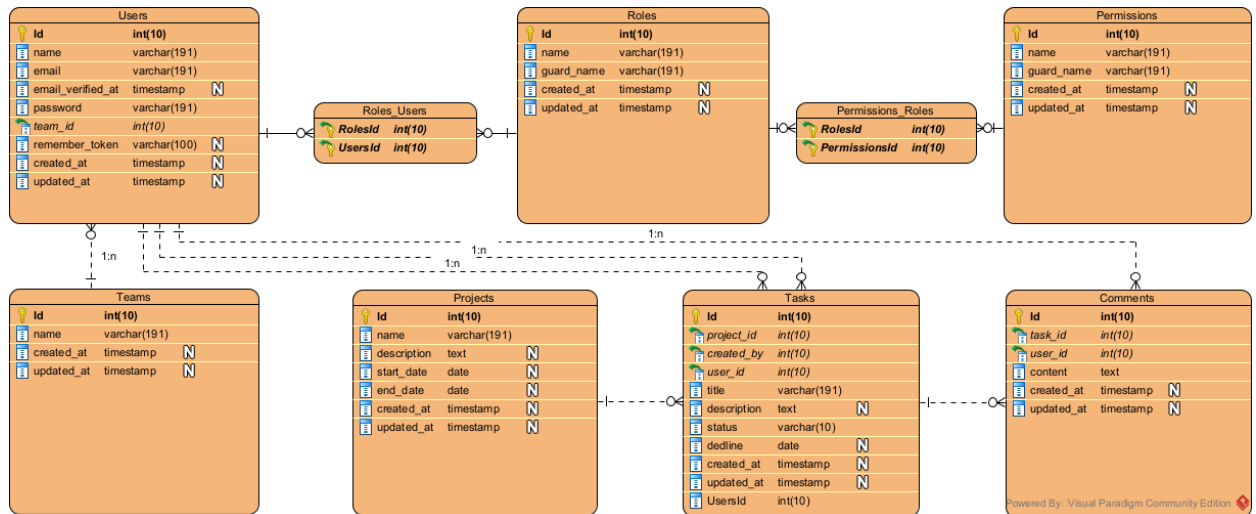 Users
Id int(10)
name varchar(191)
email varchar(191)
email_verified_at timestamp N
password varchar(191)
team_id int(10)
remember_token varchar(100) N
created_at timestamp N
updated_at timestamp N
Roles_Users
RolesId int(10)
UsersId int(10)
Roles
Id int(10)
name varchar(191)
guard_name varchar(191)
created_at timestamp N
updated_at timestamp N
Permissions_Roles
RolesId int(10)
PermissionsId int(10)
Permissions
Id int(10)
name varchar(191)
guard_name varchar(191)
created_at timestamp N
updated_at timestamp N
1:n
1:n
1:n
1:n
Teams
Id int(10)
name varchar(191)
created_at timestamp N
updated_at timestamp N
Projects
Id int(10)
name varchar(191)
description text N
start_date date N
end_date date N
created_at timestamp N
updated_at timestamp N
Tasks
Id int(10)
project_id int(10)
created_by int(10)
user_id int(10)
title varchar(191)
description text N
status varchar(10)
dedline date N
created_at timestamp N
updated_at timestamp N
UsersId int(10)
Comments
Id int(10)
task_id int(10)
user_id int(10)
content text
created_at timestamp N
updated_at timestamp N
Powered By: Visual Paradigm Community Edition